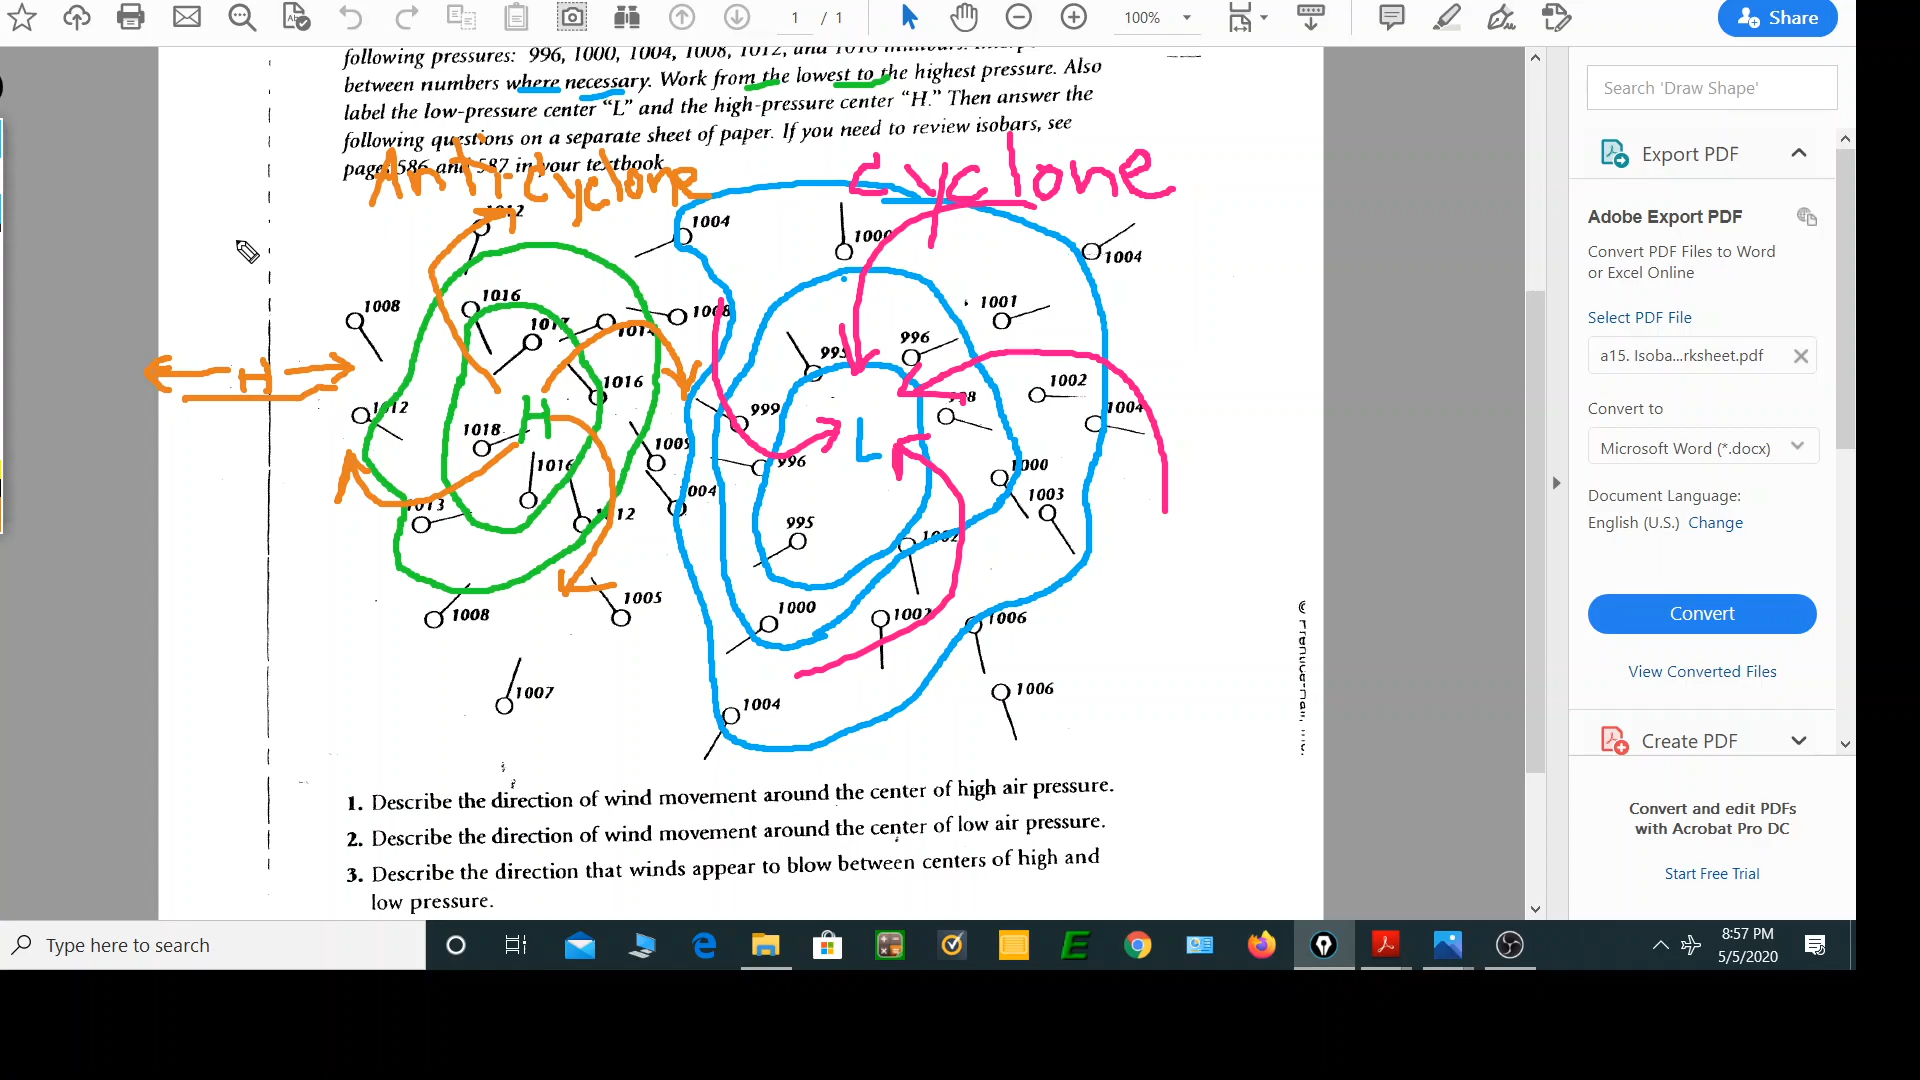 1 / 1
100%
Share
following pressures: 996, 1000, 1004, 1008, 1012, and 1016 millibars.
between numbers where necessary. Work from the lowest to the highest pressure. Also
label the low-pressure center “L” and the high-pressure center “H.” Then answer the
following questions on a separate sheet of paper. If you need to review isobars, see
pages 586 and 587 in your textbook
Anti-cyclone
cyclone
1012
1004
1000
1004
1008
1016
1017
1014
1008
1001
996
995
H
1016
1002
1012
999
1004
H
1018
L
1005
1016
996
1000
1004
1003
1013
1012
995
1002
1008
1005
1000
1002
1006
1007
1004
1006
© Prentice-Hall, Inc.
1. Describe the direction of wind movement around the center of high air pressure.
2. Describe the direction of wind movement around the center of low air pressure.
3. Describe the direction that winds appear to blow between centers of high and
low pressure.
Search 'Draw Shape'
Export PDF
Adobe Export PDF
Convert PDF Files to Word
or Excel Online
Select PDF File
a15. Isoba...rksheet.pdf
Convert to
Microsoft Word (*.docx)
Document Language:
English (U.S.) Change
Convert
View Converted Files
Create PDF
Convert and edit PDFs
with Acrobat Pro DC
Start Free Trial
Type here to search
8:57 PM
5/5/2020